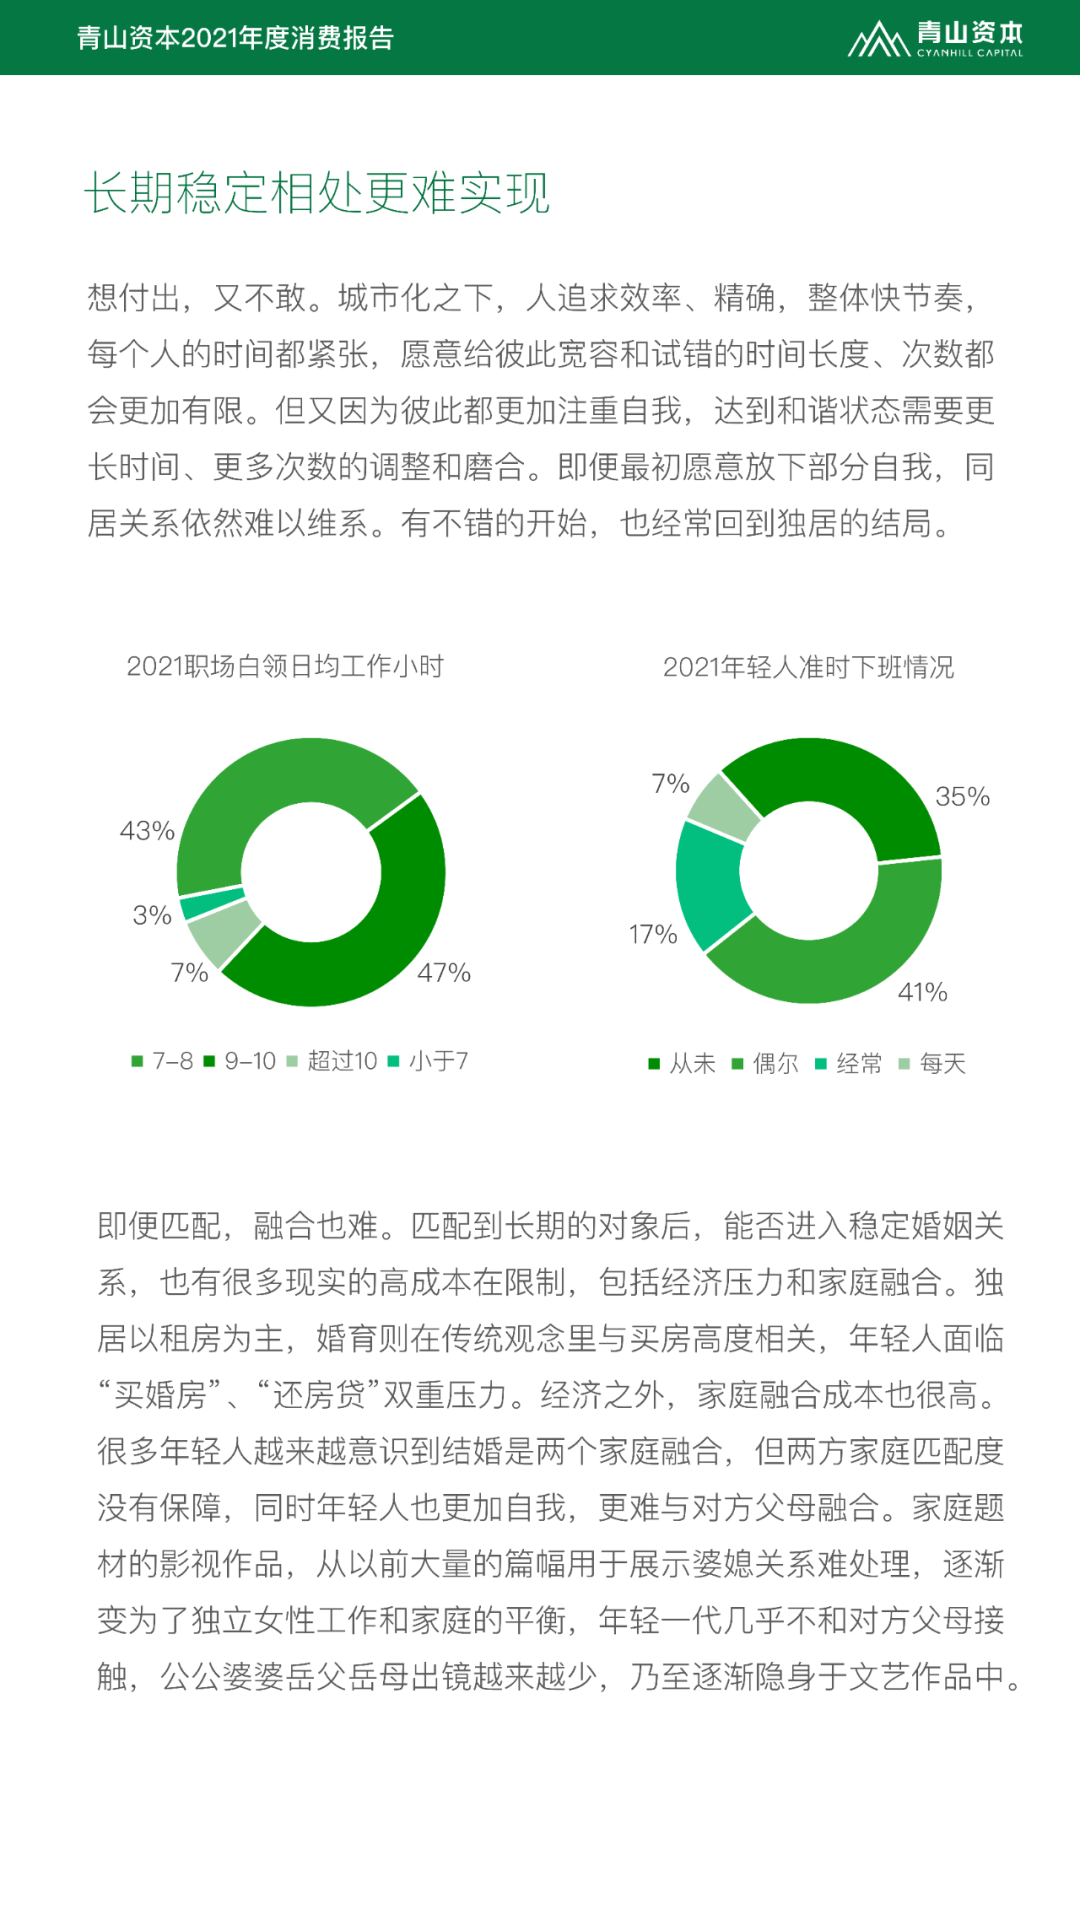 青山资本2021年度消费报告
青山资本
CYANHILL CAPITAL
长期稳定相处更难实现
想付出，又不敢。城市化之下，人追求效率、精确，整体快节奏，
每个人的时间都紧张，愿意给彼此宽容和试错的时间长度、次数都
会更加有限。但又因为彼此都更加注重自我，达到和谐状态需要更
长时间、更多次数的调整和磨合。即便最初愿意放下部分自我，同
居关系依然难以维系。有不错的开始，也经常回到独居的结局。
2021职场白领日均工作小时
43%
3%
7%
47%
7-8 9-10 超过10 小于7
2021年轻人准时下班情况
7%
35%
17%
41%
从未 偶尔 经常 每天
即便匹配，融合也难。匹配到长期的对象后，能否进入稳定婚姻关
系，也有很多现实的高成本在限制，包括经济压力和家庭融合。独
居以租房为主，婚育则在传统观念里与买房高度相关，年轻人面临
“买婚房”、“还房贷”双重压力。经济之外，家庭融合成本也很高。
很多年轻人越来越意识到结婚是两个家庭融合，但两方家庭匹配度
没有保障，同时年轻人也更加自我，更难与对方父母融合。家庭题
材的影视作品，从以前大量的篇幅用于展示婆媳关系难处理，逐渐
变为了独立女性工作和家庭的平衡，年轻一代几乎不和对方父母接
触，公公婆婆岳父岳母出镜越来越少，乃至逐渐隐身于文艺作品中。